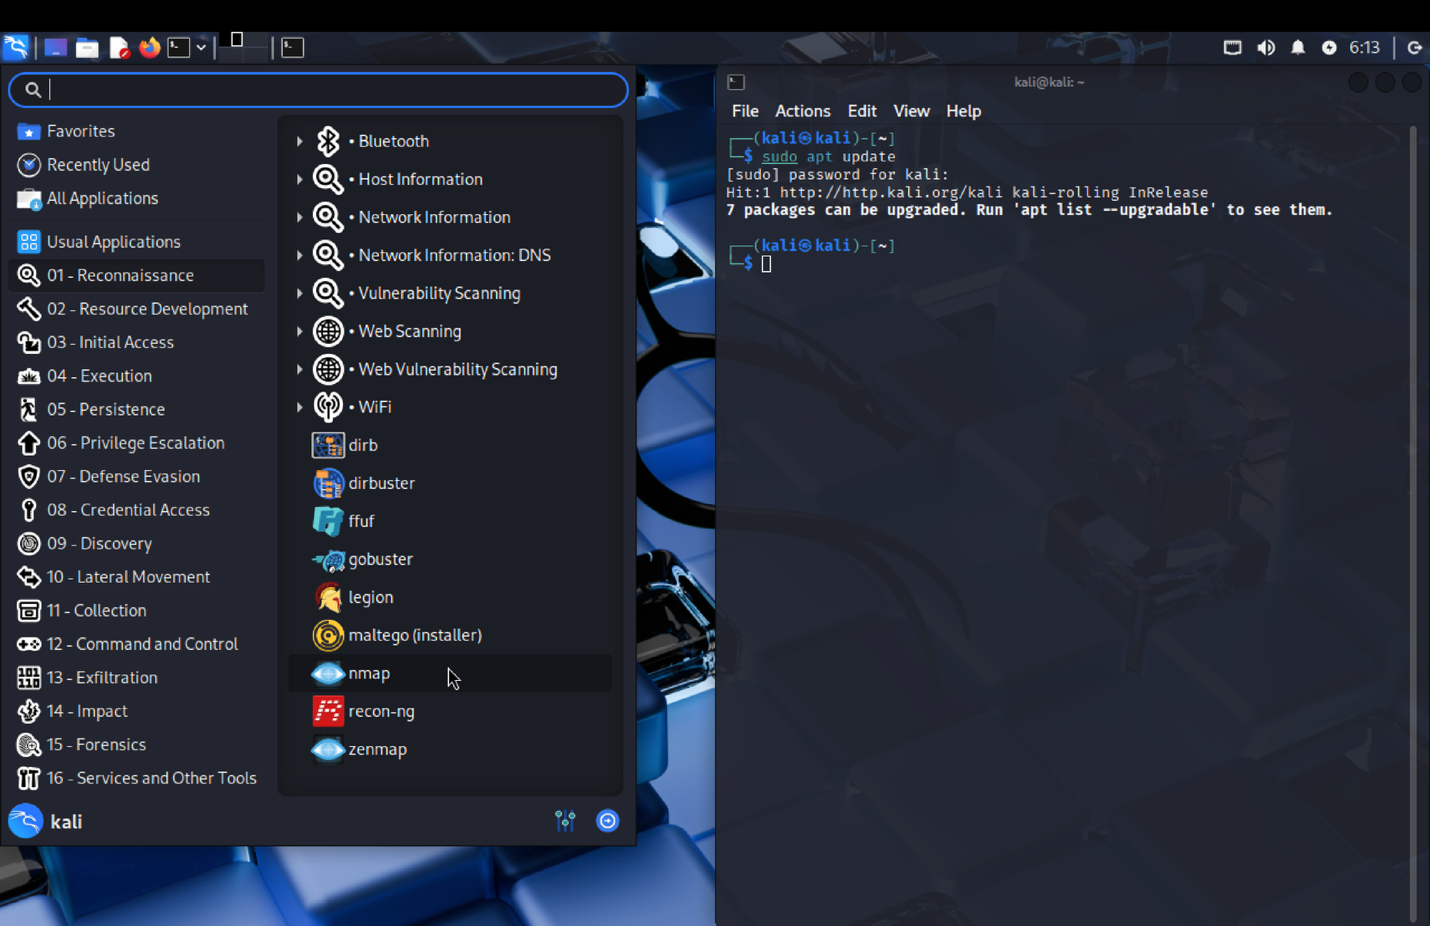 6:13
Favorites
Recently Used
All Applications
Usual Applications
01 - Reconnaissance
02 - Resource Development
03 - Initial Access
04 - Execution
05 - Persistence
06 - Privilege Escalation
07 - Defense Evasion
08 - Credential Access
09 - Discovery
10 - Lateral Movement
11 - Collection
12 - Command and Control
13 - Exfiltration
14 - Impact
15 - Forensics
16 - Services and Other Tools
kali
• Bluetooth
• Host Information
• Network Information
• Network Information: DNS
• Vulnerability Scanning
• Web Scanning
• Web Vulnerability Scanning
• WiFi
dirb
dirbuster
ffuf
gobuster
legion
maltego (installer)
nmap
recon-ng
zenmap
kali@kali: ~
File Actions Edit View Help
┌──(kali㉿kali)-[~]
└─$ sudo apt update
[sudo] password for kali:
Hit:1 http://http.kali.org/kali kali-rolling InRelease
7 packages can be upgraded. Run 'apt list --upgradable' to see them.
┌──(kali㉿kali)-[~]
└─$